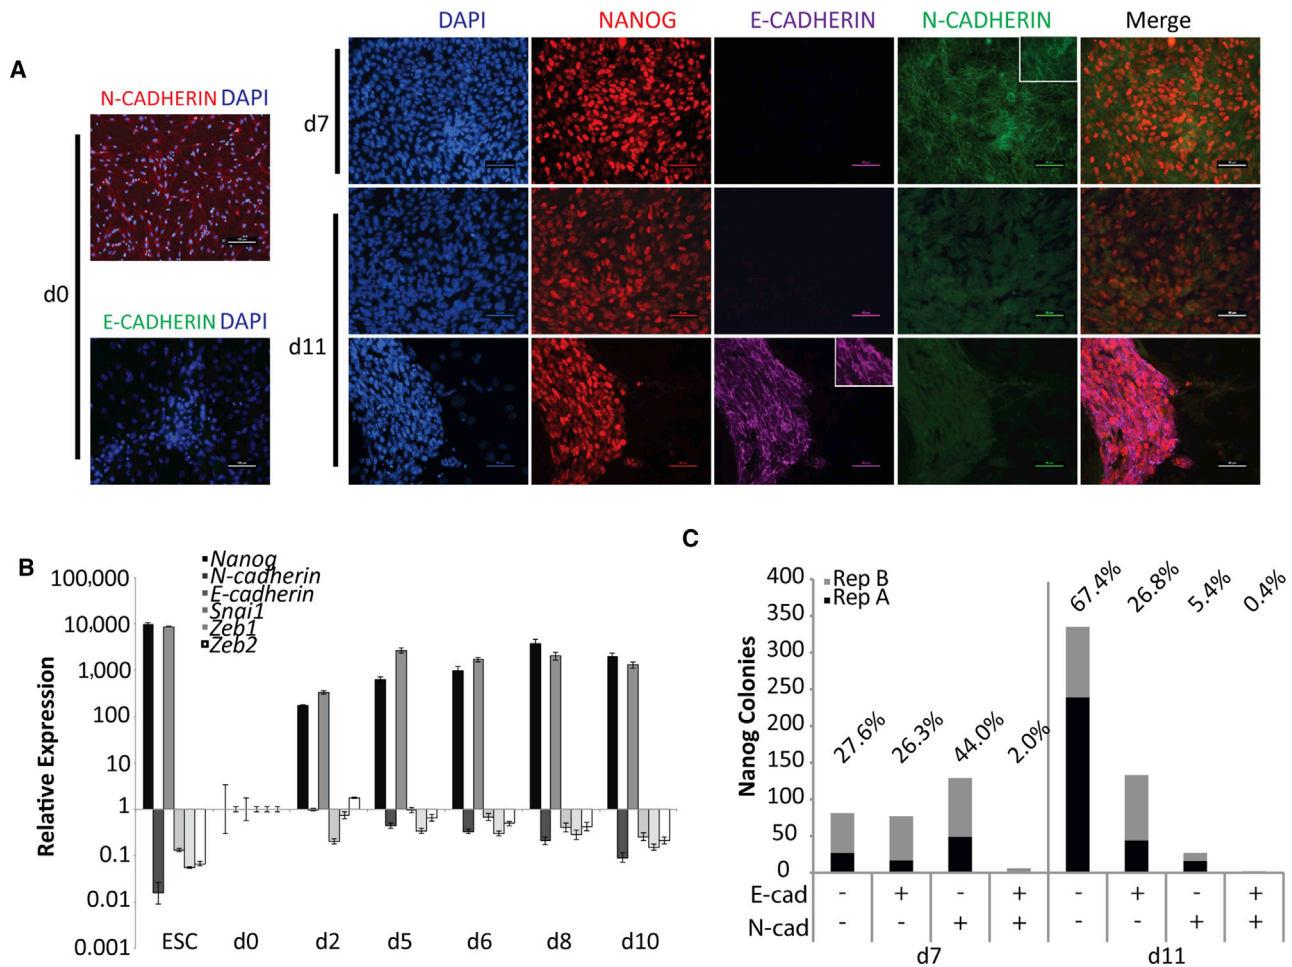 A
N-CADHERIN DAPI
d0
E-CADHERIN DAPI
DAPI NANOG E-CADHERIN N-CADHERIN Merge
d7
d11
B
Nanog
N-cadherin
E-cadherin
Snai1
Zeb1
Zeb2
Relative Expression
100,000
10,000
1,000
100
10
1
0.1
0.01
0.001
ESC d0 d2 d5 d6 d8 d10
C
Rep B
Rep A
Nanog Colonies
400
350
300
250
200
150
100
50
0
27.6% 26.3% 44.0% 2.0% 67.4% 26.8% 5.4% 0.4%
E-cad - + - + - + - +
N-cad - - + + - - + +
d7 d11